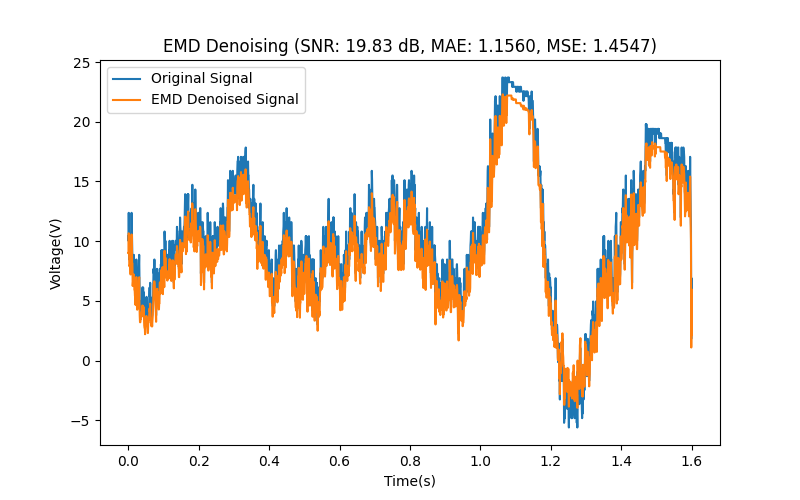 EMD Denoising (SNR: 19.83 dB, MAE: 1.1560, MSE: 1.4547)
Original Signal
EMD Denoised Signal
25
20
15
10
5
0
−5
Voltage(V)
0.0 0.2 0.4 0.6 0.8 1.0 1.2 1.4 1.6
Time(s)